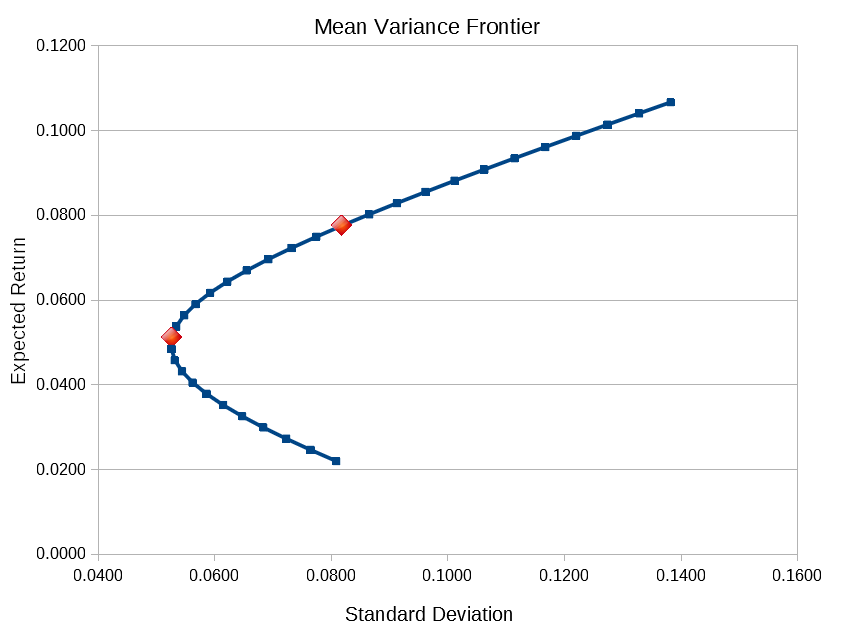 Mean Variance Frontier
0.1200
0.1000
0.0800
0.0600
0.0400
0.0200
0.0000
Expected Return
0.0400 0.0600 0.0800 0.1000 0.1200 0.1400 0.1600
Standard Deviation